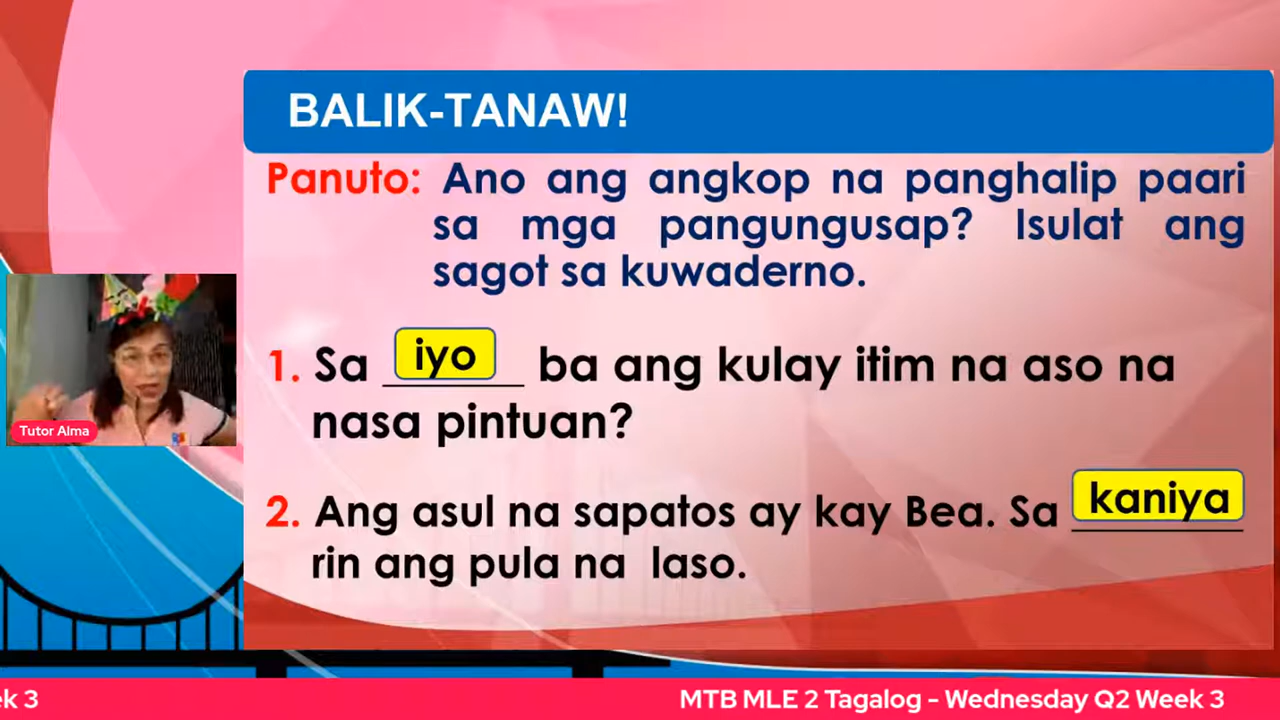 BALIK-TANAW!
Panuto: Ano ang angkop na panghalip paari
sa mga pangungusap? Isulat ang
sagot sa kuwaderno.
1. Sa iyo ba ang kulay itim na aso na
nasa pintuan?
2. Ang asul na sapatos ay kay Bea. Sa kaniya
rin ang pula na laso.
Tutor Alma
ek 3
MTB MLE 2 Tagalog - Wednesday Q2 Week 3